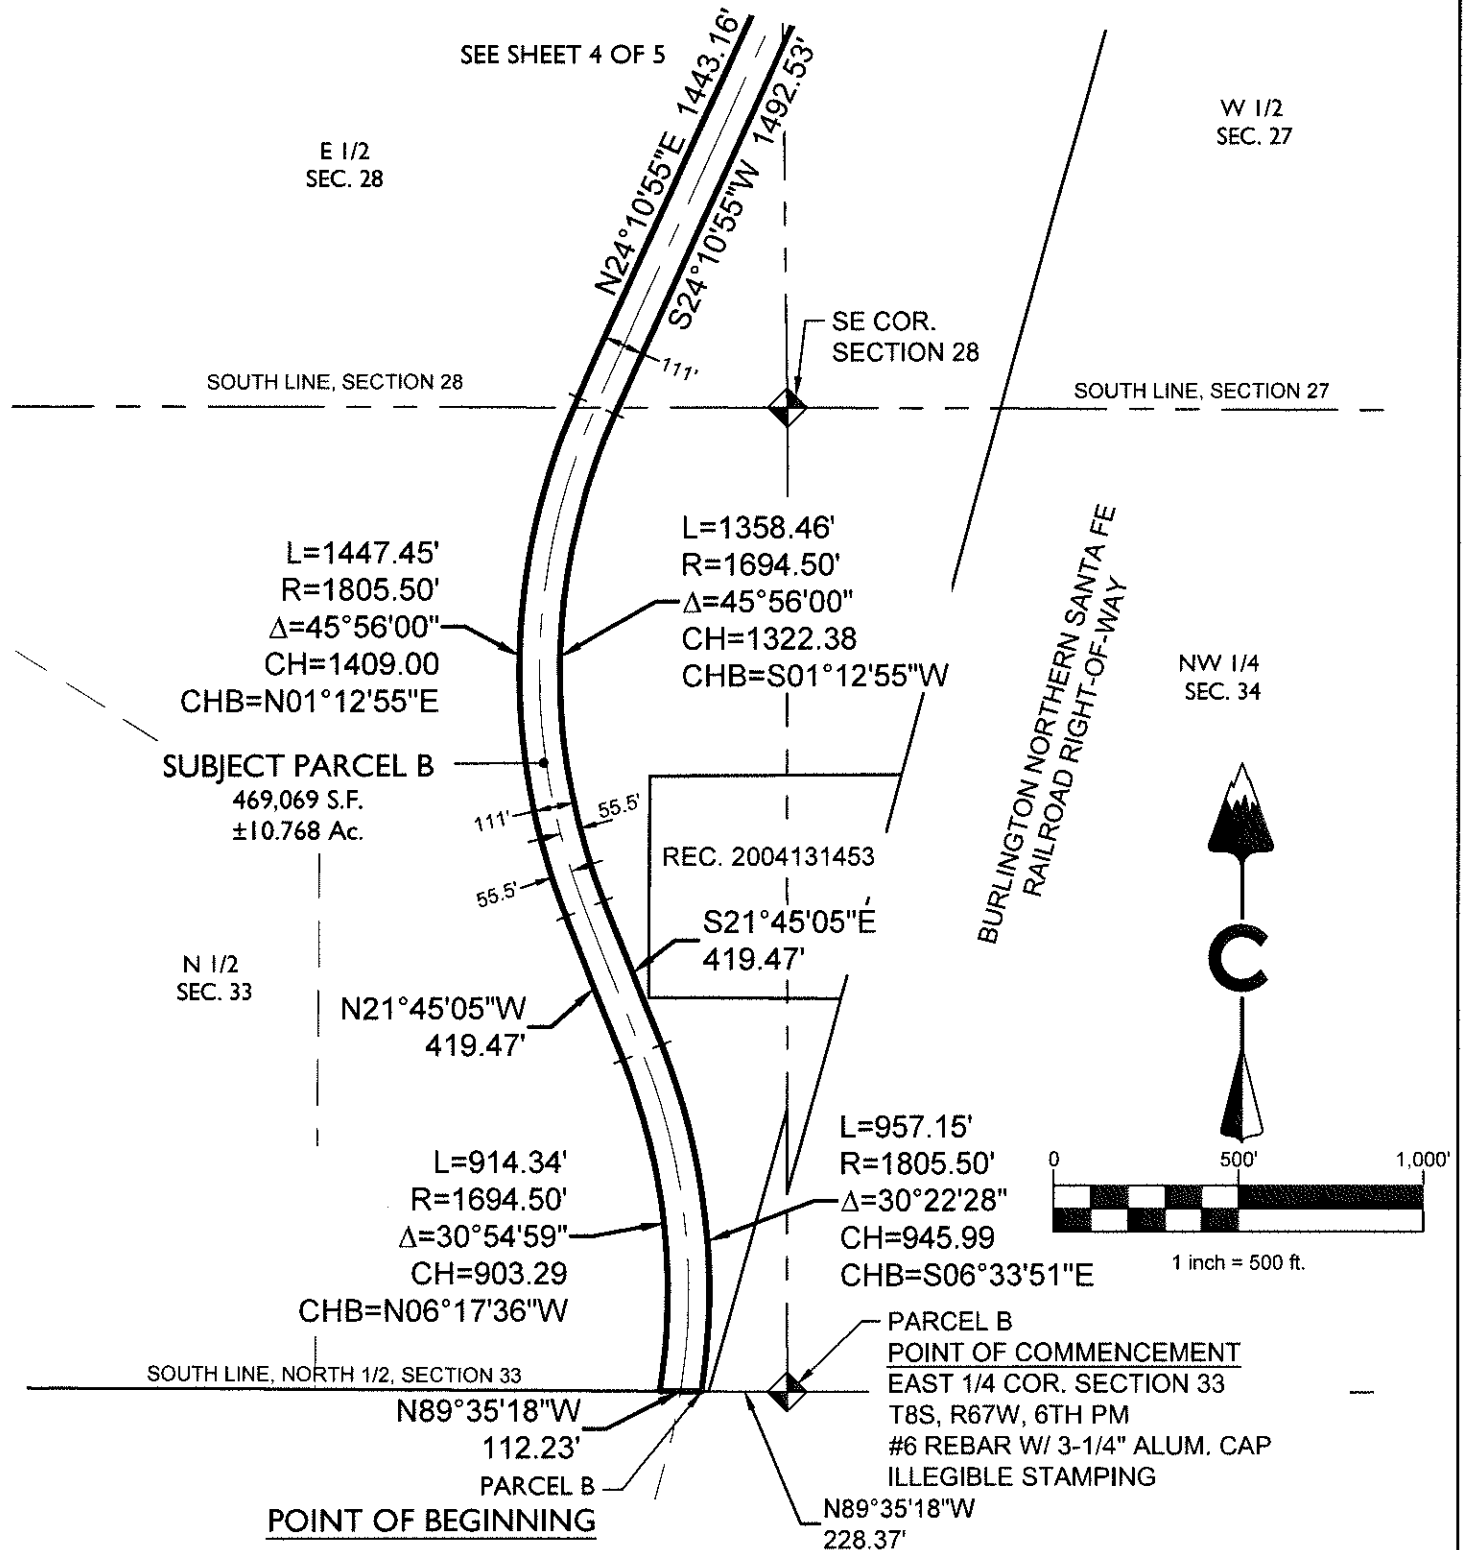 SEE SHEET 4 OF 5
N24°10'55"E 1443.16'
S24°10'55"W 1492.53'
E 1/2
SEC. 28
W 1/2
SEC. 27
SE COR.
SECTION 28
111'
SOUTH LINE, SECTION 28
SOUTH LINE, SECTION 27
L=1447.45'
R=1805.50'
Δ=45°56'00"
CH=1409.00
CHB=N01°12'55"E
L=1358.46'
R=1694.50'
Δ=45°56'00"
CH=1322.38
CHB=S01°12'55"W
BURLINGTON NORTHERN SANTA FE
RAILROAD RIGHT-OF-WAY
NW 1/4
SEC. 34
SUBJECT PARCEL B
469,069 S.F.
±10.768 Ac.
111'
55.5'
55.5'
REC. 2004131453
S21°45'05"E
419.47'
N 1/2
SEC. 33
N21°45'05"W
419.47'
C
L=914.34'
R=1694.50'
Δ=30°54'59"
CH=903.29
CHB=N06°17'36"W
L=957.15'
R=1805.50'
Δ=30°22'28"
CH=945.99
CHB=S06°33'51"E
0 500' 1,000'
1 inch = 500 ft.
SOUTH LINE, NORTH 1/2, SECTION 33
N89°35'18"W
112.23'
PARCEL B
POINT OF BEGINNING
PARCEL B
POINT OF COMMENCEMENT
EAST 1/4 COR. SECTION 33
T8S, R67W, 6TH PM
#6 REBAR W/ 3-1/4" ALUM. CAP
ILLEGIBLE STAMPING
N89°35'18"W
228.37'